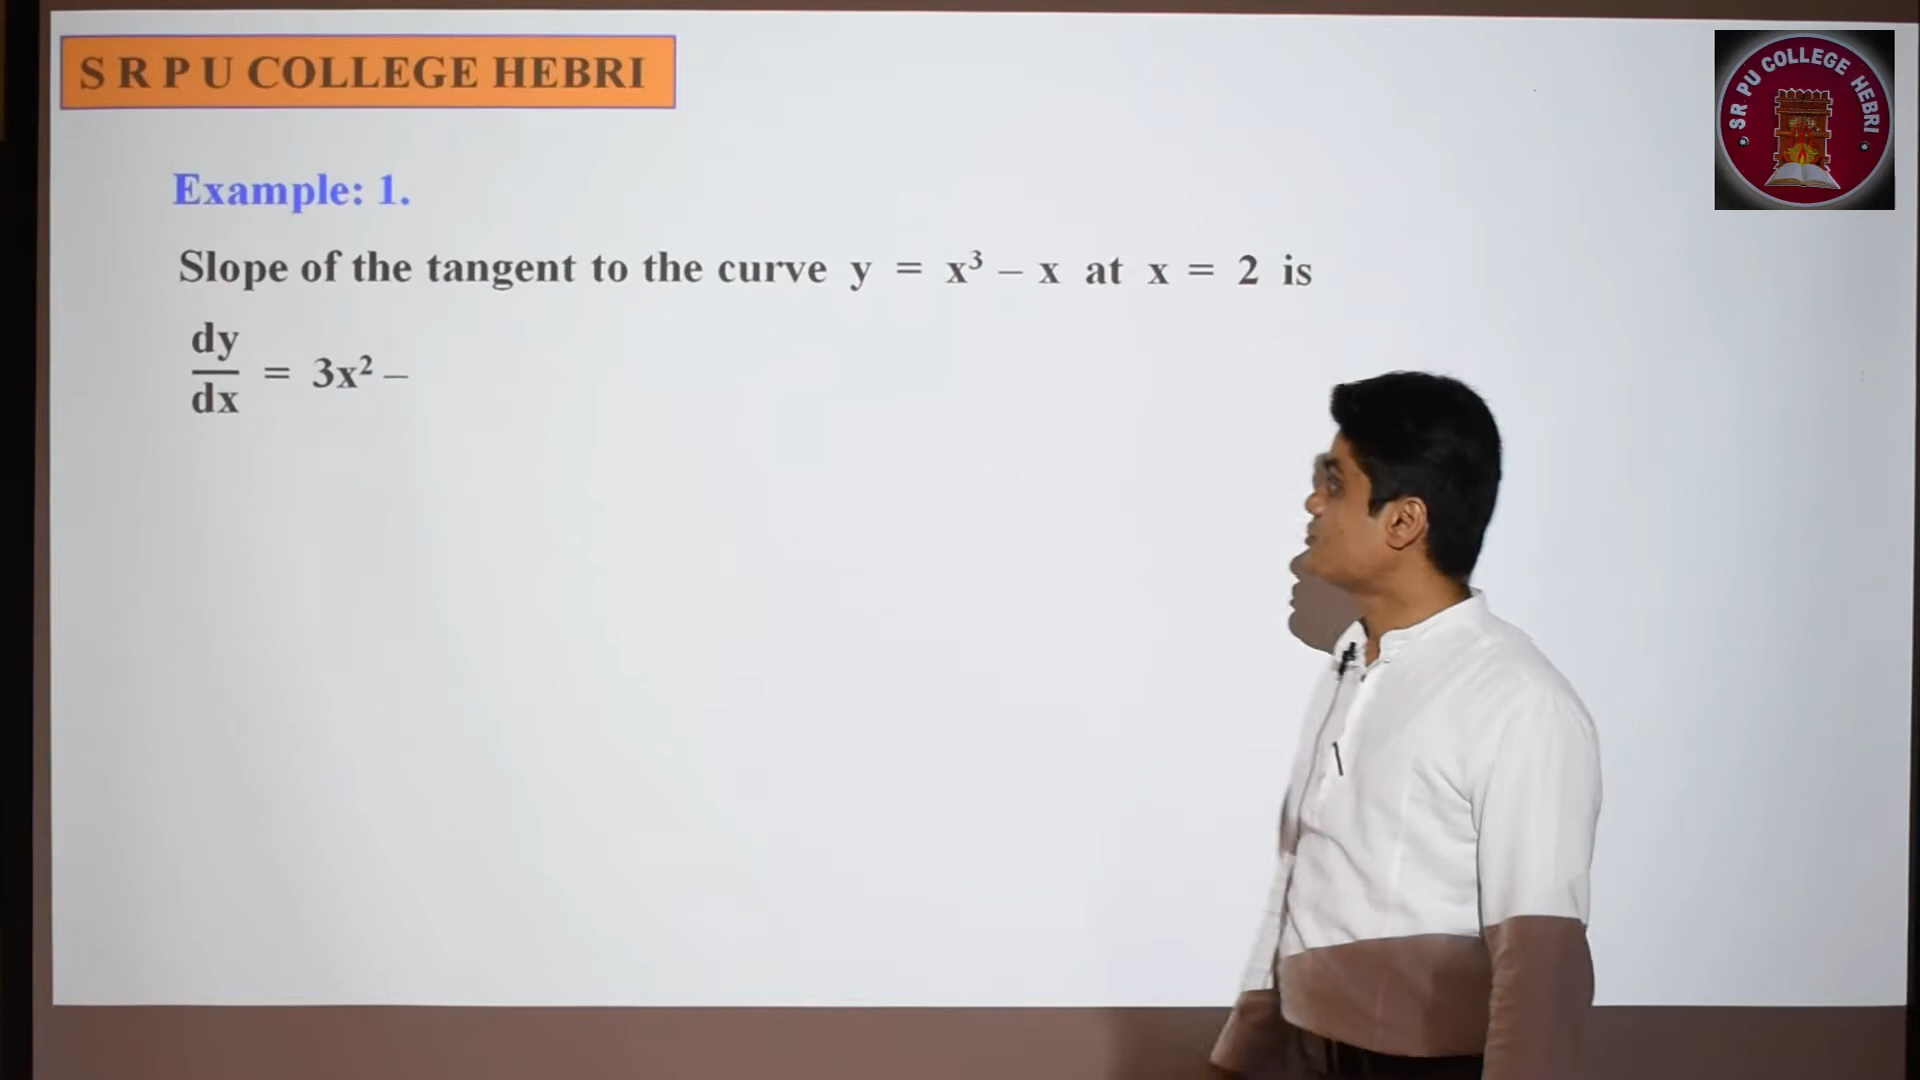 S R P U COLLEGE HEBRI
SR PU COLLEGE HEBRI
Example: 1.
Slope of the tangent to the curve y = x³ – x at x = 2 is
dy
dx = 3x² –